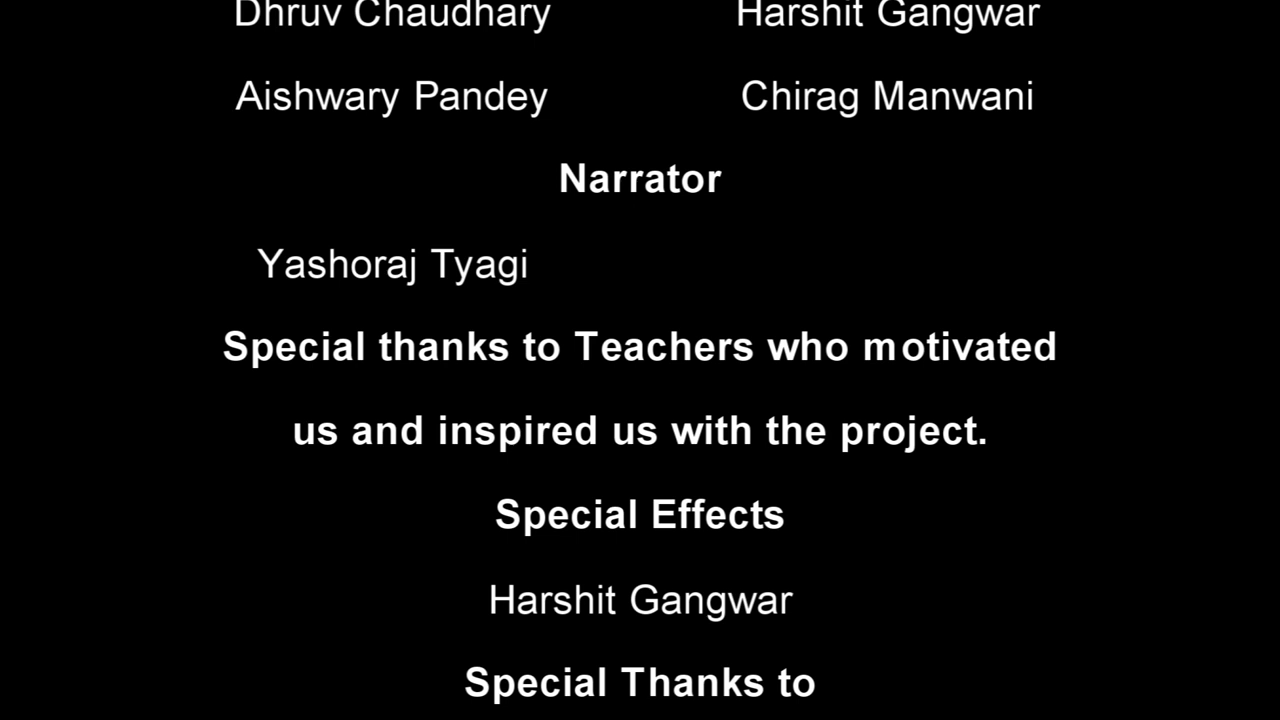 Dhruv Chaudhary Harshit Gangwar
Aishwary Pandey Chirag Manwani
Narrator
Yashoraj Tyagi
Special thanks to Teachers who motivated
us and inspired us with the project.
Special Effects
Harshit Gangwar
Special Thanks to